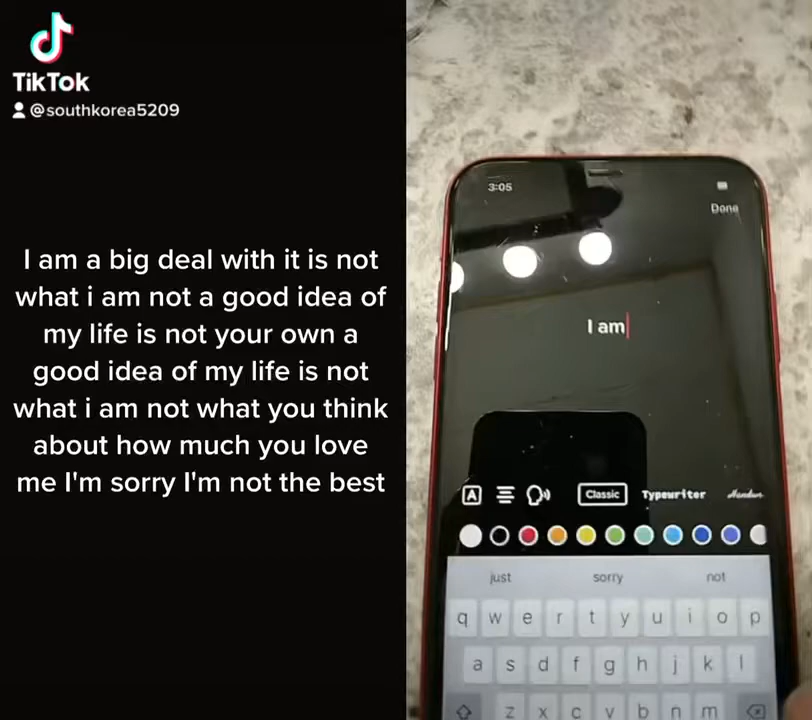 TikTok
@southkorea5209
I am a big deal with it is not
what i am not a good idea of
my life is not your own a
good idea of my life is not
what i am not what you think
about how much you love
me I'm sorry I'm not the best
3:05
Done
I am
A
Classic Typewriter
just sorry not
q w e r t y u i o p
a s d f g h j k l
z x c v b n m